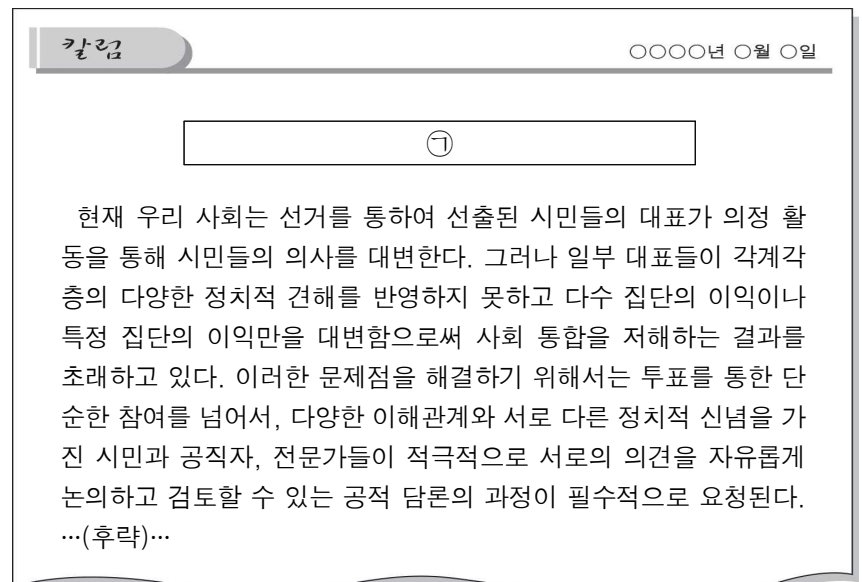 칼럼
○○○○년 ○월 ○일
㉠
현재 우리 사회는 선거를 통하여 선출된 시민들의 대표가 의정 활
동을 통해 시민들의 의사를 대변한다. 그러나 일부 대표들이 각계각
층의 다양한 정치적 견해를 반영하지 못하고 다수 집단의 이익이나
특정 집단의 이익만을 대변함으로써 사회 통합을 저해하는 결과를
초래하고 있다. 이러한 문제점을 해결하기 위해서는 투표를 통한 단
순한 참여를 넘어서, 다양한 이해관계와 서로 다른 정치적 신념을 가
진 시민과 공직자, 전문가들이 적극적으로 서로의 의견을 자유롭게
논의하고 검토할 수 있는 공적 담론의 과정이 필수적으로 요청된다.
…(후략)…